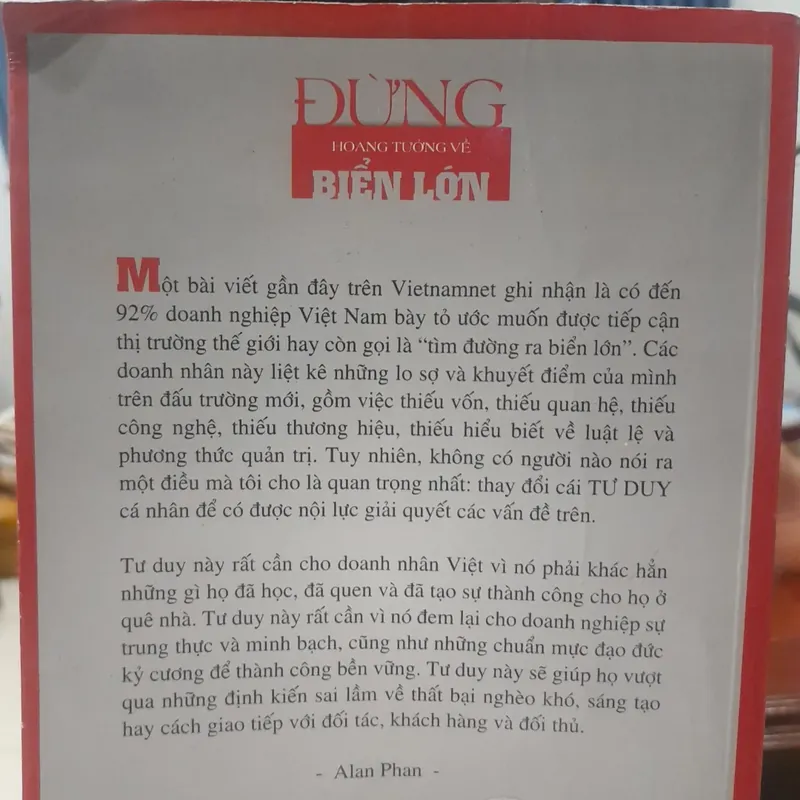 ĐỪNG
HOANG TƯỞNG VỀ
BIỂN LỚN
Một bài viết gần đây trên Vietnamnet ghi nhận là có đến
92% doanh nghiệp Việt Nam bày tỏ ước muốn được tiếp cận
thị trường thế giới hay còn gọi là “tìm đường ra biển lớn”. Các
doanh nhân này liệt kê những lo sợ và khuyết điểm của mình
trên đấu trường mới, gồm việc thiếu vốn, thiếu quan hệ, thiếu
công nghệ, thiếu thương hiệu, thiếu hiểu biết về luật lệ và
phương thức quản trị. Tuy nhiên, không có người nào nói ra
một điều mà tôi cho là quan trọng nhất: thay đổi cái TƯ DUY
cá nhân để có được nội lực giải quyết các vấn đề trên.
Tư duy này rất cần cho doanh nhân Việt vì nó phải khác hẳn
những gì họ đã học, đã quen và đã tạo sự thành công cho họ ở
quê nhà. Tư duy này rất cần vì nó đem lại cho doanh nghiệp sự
trung thực và minh bạch, cũng như những chuẩn mực đạo đức
kỷ cương để thành công bền vững. Tư duy này sẽ giúp họ vượt
qua những định kiến sai lầm về thất bại nghèo khó, sáng tạo
hay cách giao tiếp với đối tác, khách hàng và đối thủ.
- Alan Phan -